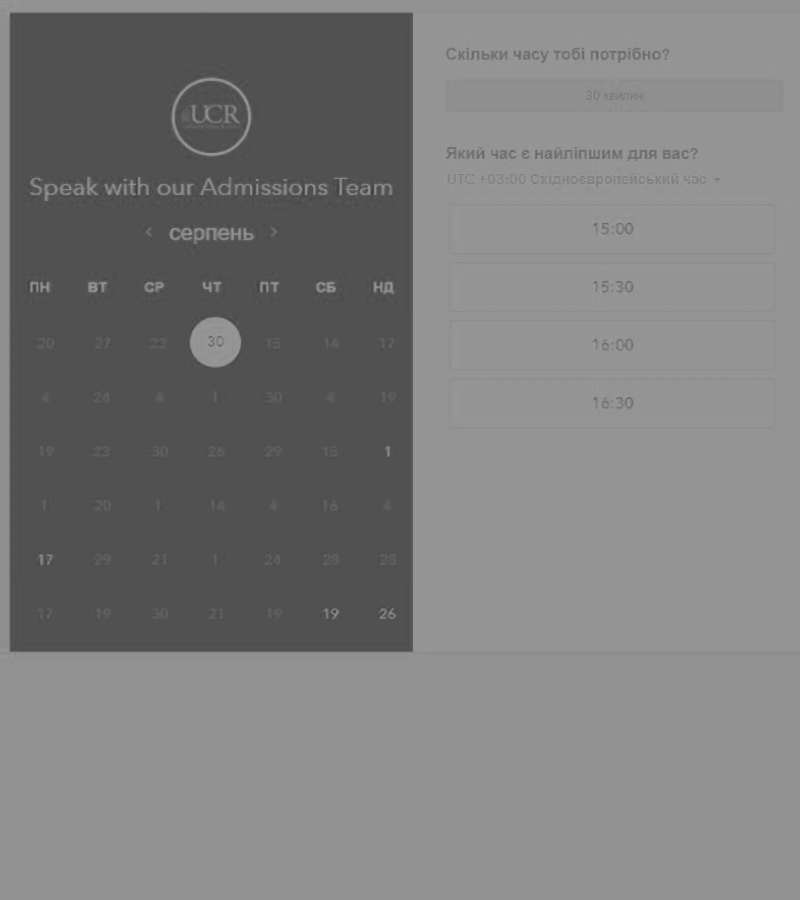 UCR
Speak with our Admissions Team
< серпень >
ПН ВТ СР ЧТ ПТ СБ НД
20 27 23 30 15 14 17
4 24 4 1 30 4 19
19 23 30 26 29 15 1
1 20 1 14 4 16 4
17 29 21 1 24 28 28
17 19 30 21 19 19 26
Скільки часу тобі потрібно?
30 хвилин
Який час є найліпшим для вас?
UTC +03:00 Східноєвропейський час
15:00
15:30
16:00
16:30